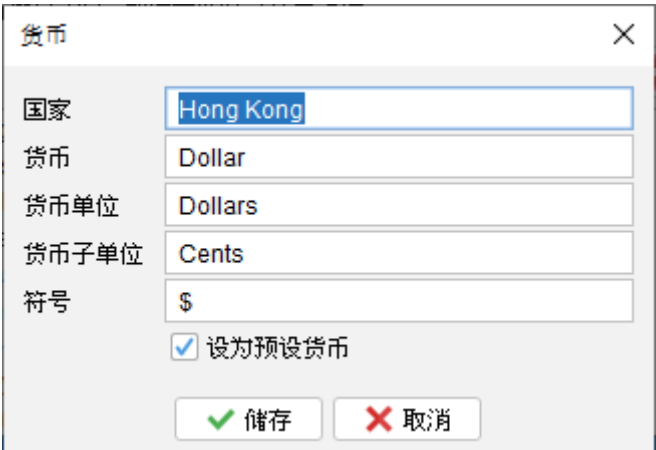 货币
国家 Hong Kong
货币 Dollar
货币单位 Dollars
货币子单位 Cents
符号 $
设为预设货币
储存 取消